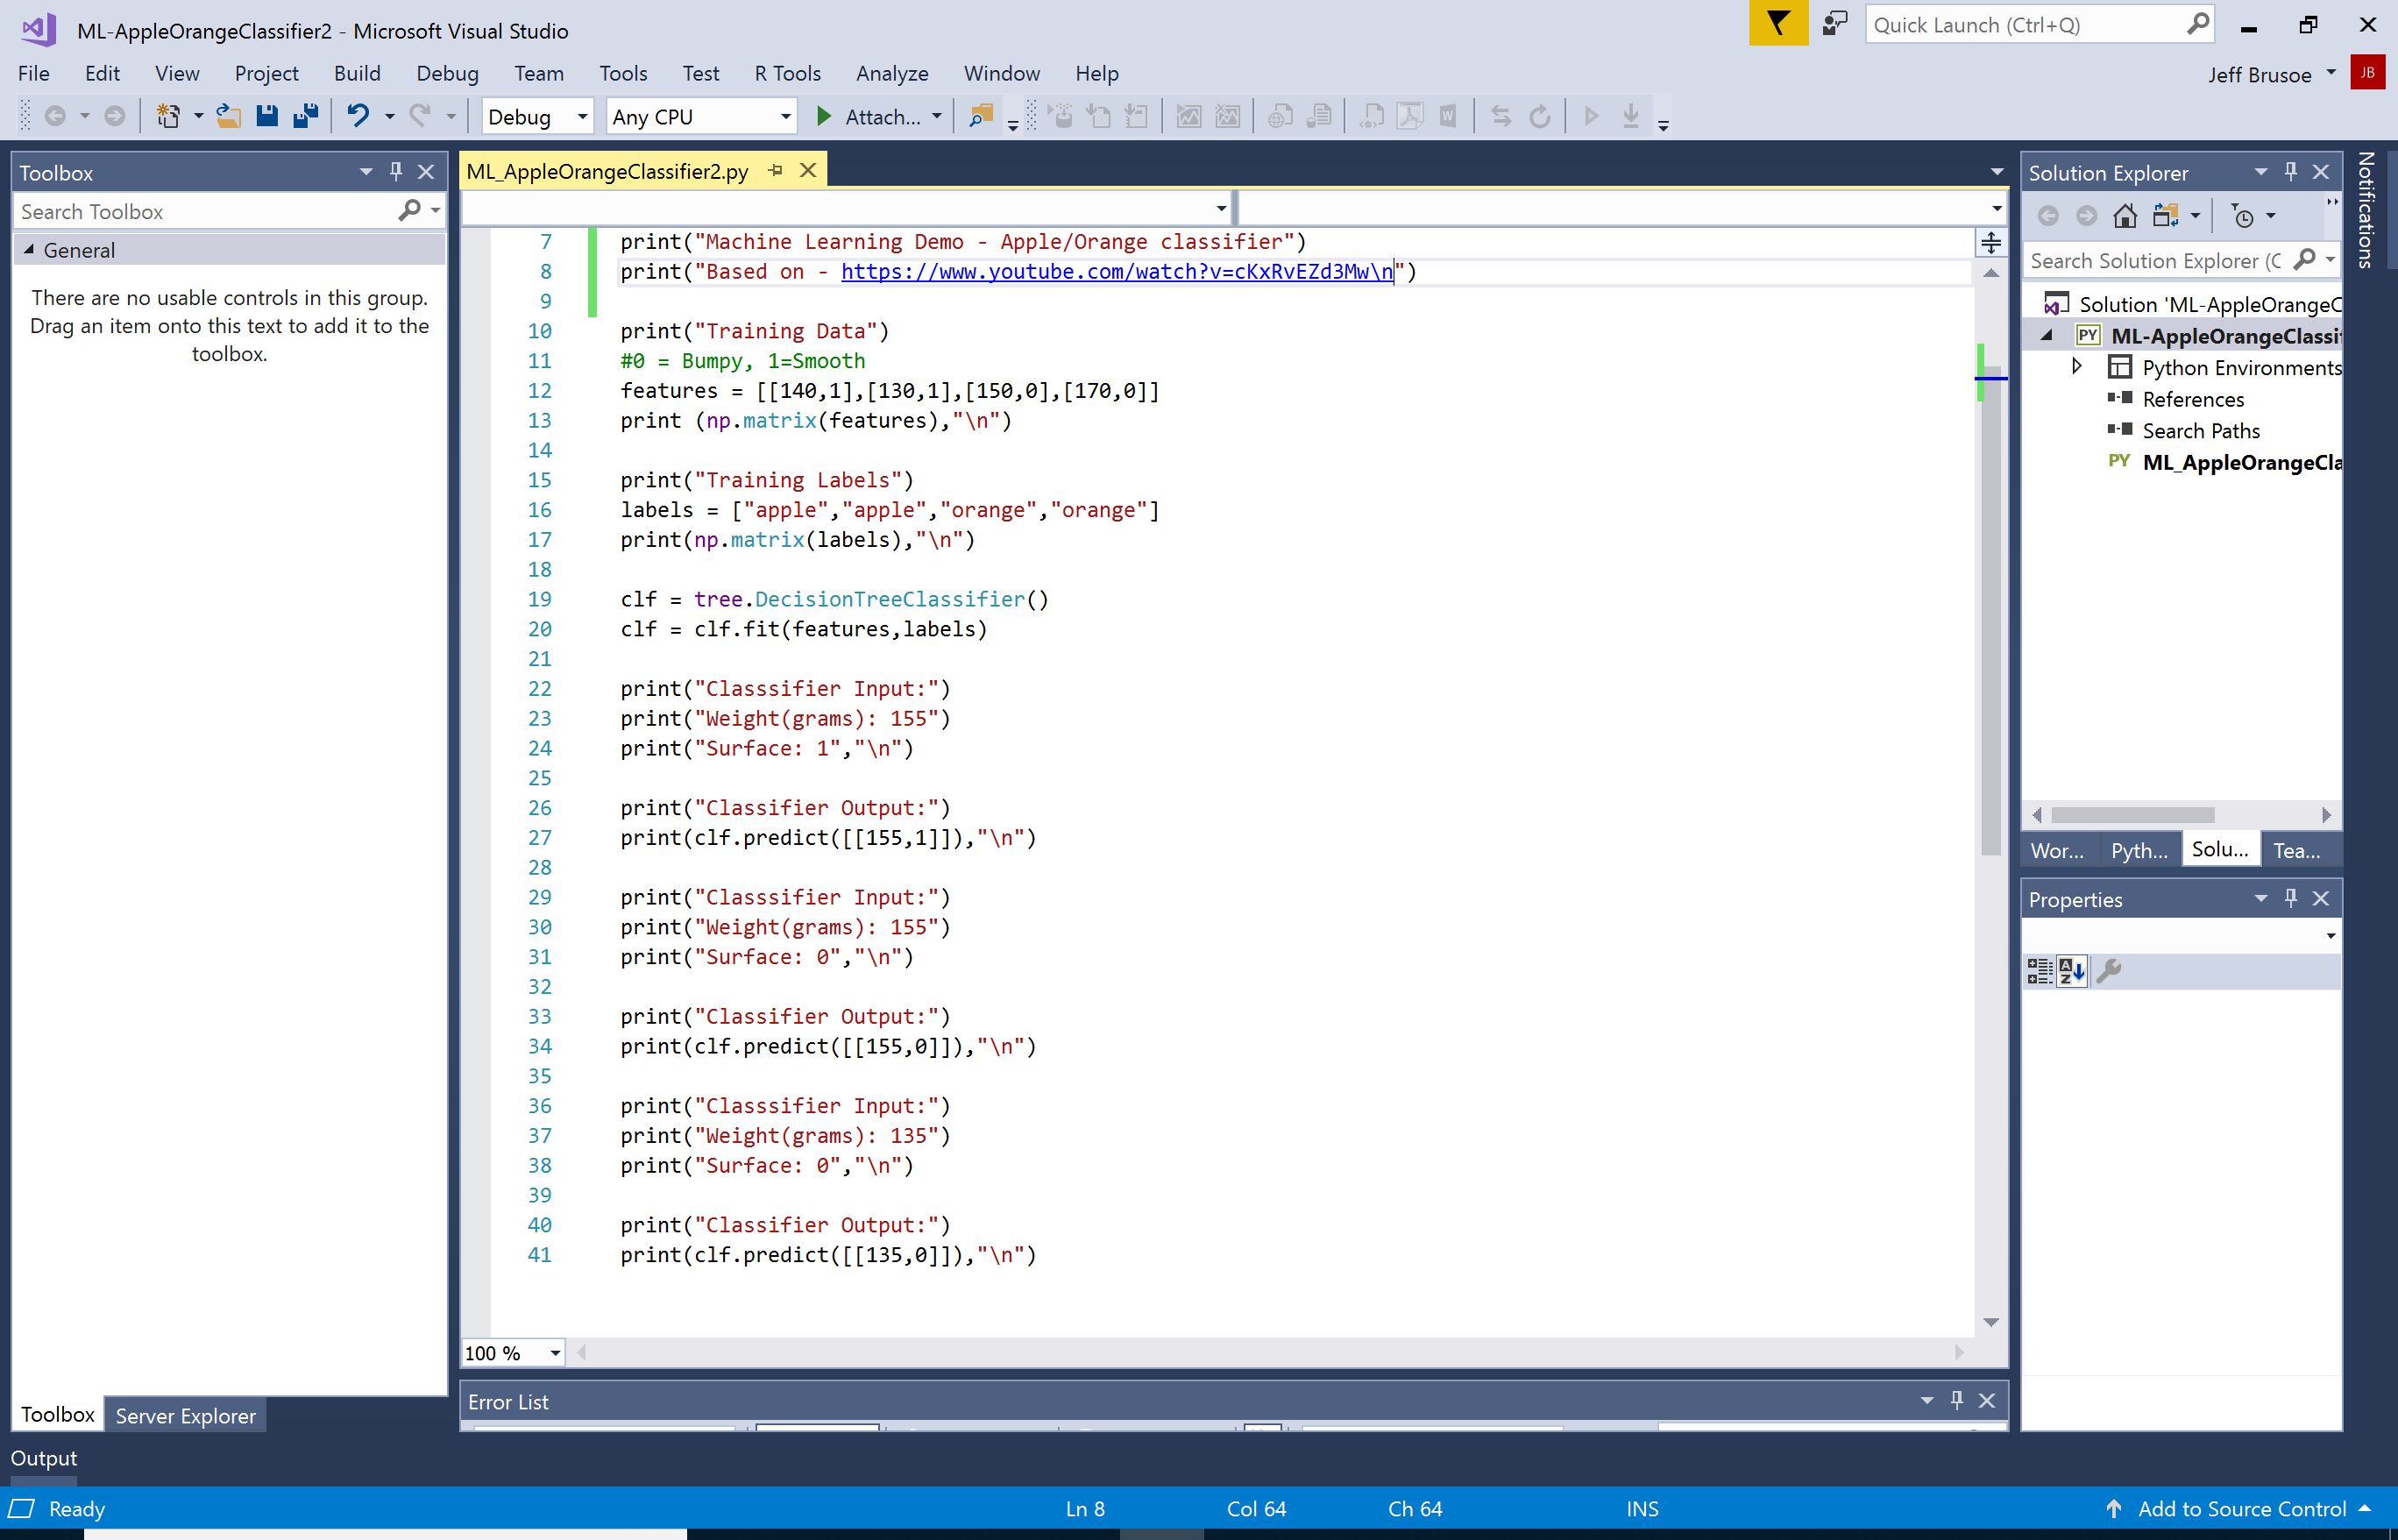 ML-AppleOrangeClassifier2 - Microsoft Visual Studio
Quick Launch (Ctrl+Q)
File Edit View Project Build Debug Team Tools Test R Tools Analyze Window Help
Jeff Brusoe JB
Debug Any CPU Attach...
Toolbox
Search Toolbox
General
There are no usable controls in this group.
Drag an item onto this text to add it to the
toolbox.
Toolbox Server Explorer
ML_AppleOrangeClassifier2.py
7 print("Machine Learning Demo - Apple/Orange classifier")
8 print("Based on - https://www.youtube.com/watch?v=cKxRvEZd3Mw\n")
9
10 print("Training Data")
11 #0 = Bumpy, 1=Smooth
12 features = [[140,1],[130,1],[150,0],[170,0]]
13 print (np.matrix(features),"\n")
14
15 print("Training Labels")
16 labels = ["apple","apple","orange","orange"]
17 print(np.matrix(labels),"\n")
18
19 clf = tree.DecisionTreeClassifier()
20 clf = clf.fit(features,labels)
21
22 print("Classsifier Input:")
23 print("Weight(grams): 155")
24 print("Surface: 1","\n")
25
26 print("Classifier Output:")
27 print(clf.predict([[155,1]]),"\n")
28
29 print("Classsifier Input:")
30 print("Weight(grams): 155")
31 print("Surface: 0","\n")
32
33 print("Classifier Output:")
34 print(clf.predict([[155,0]]),"\n")
35
36 print("Classsifier Input:")
37 print("Weight(grams): 135")
38 print("Surface: 0","\n")
39
40 print("Classifier Output:")
41 print(clf.predict([[135,0]]),"\n")
100 %
Error List
Solution Explorer
Search Solution Explorer (C
Solution 'ML-AppleOrangeC
PY ML-AppleOrangeClassif
Python Environments
References
Search Paths
PY ML_AppleOrangeCla
Wor... Pyth... Solu... Tea...
Properties
Notifications
Output
Ready Ln 8 Col 64 Ch 64 INS Add to Source Control